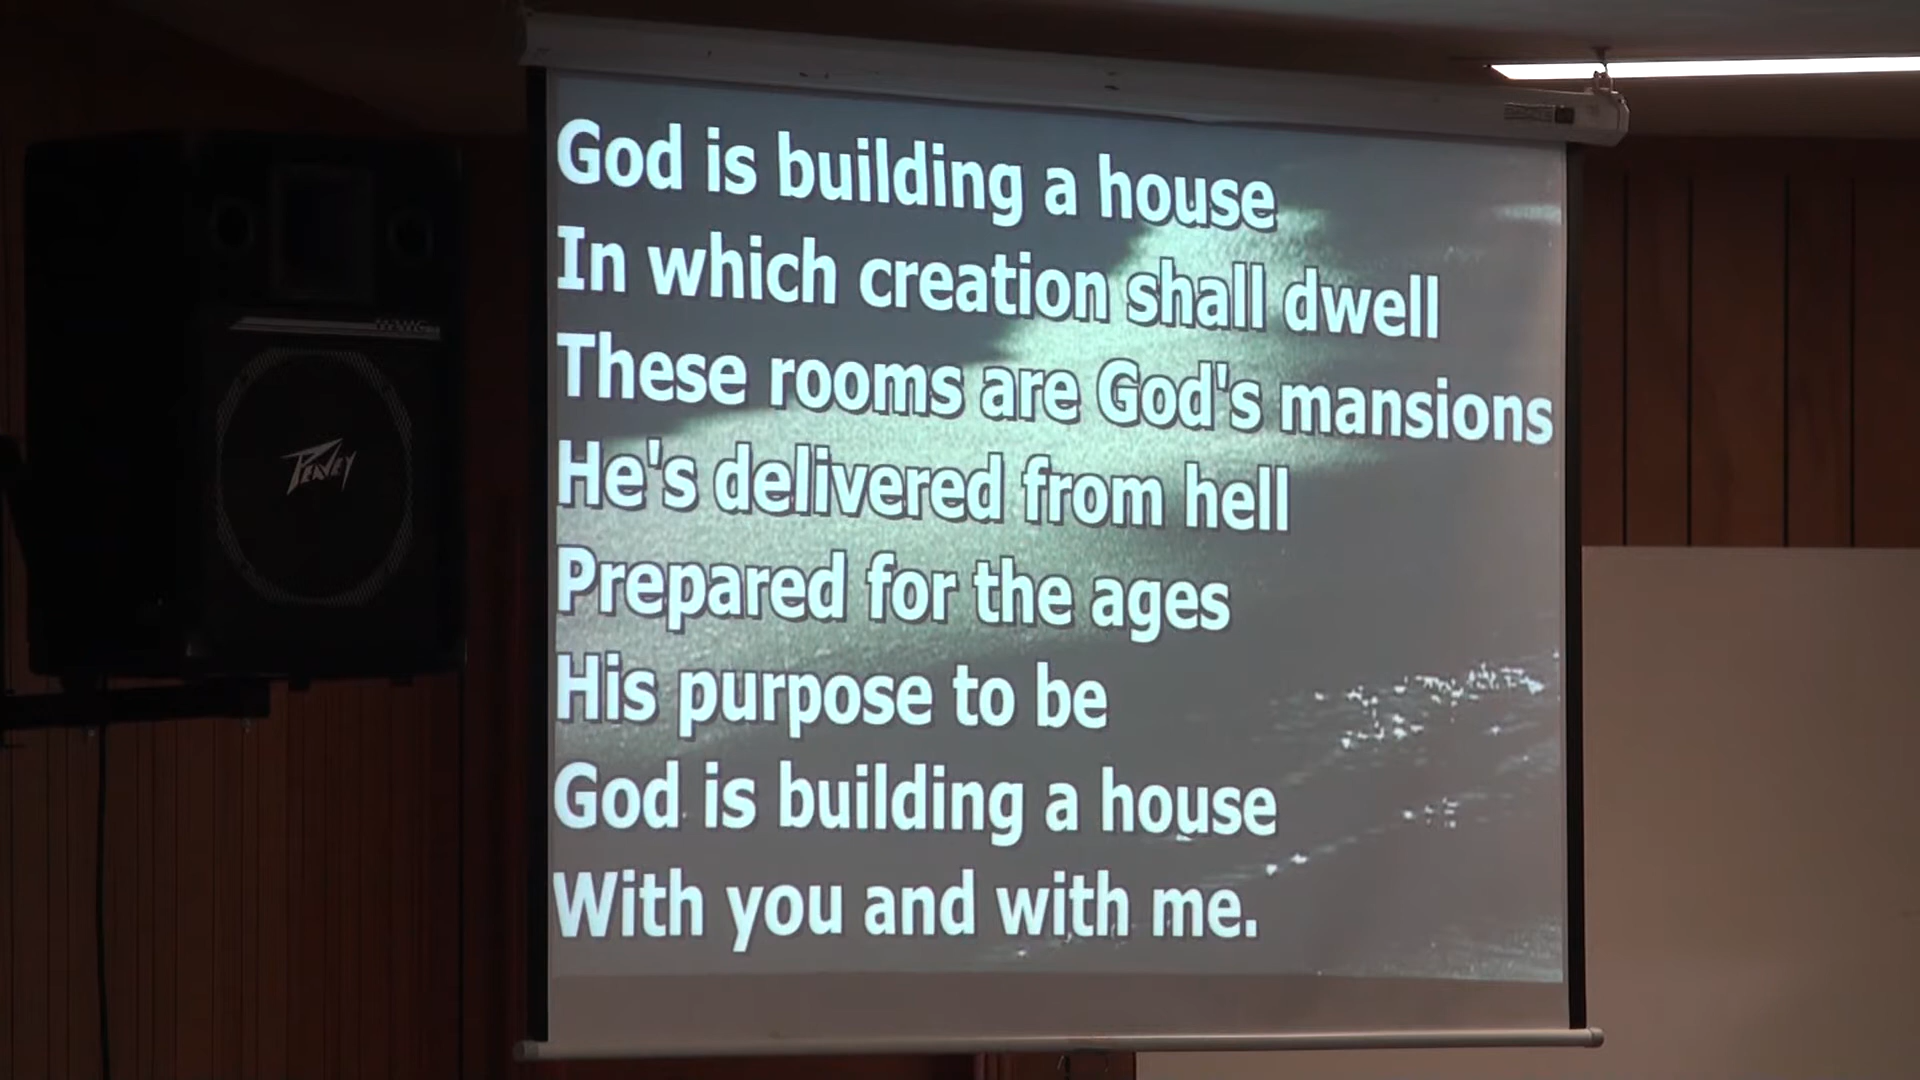 God is building a house
In which creation shall dwell
These rooms are God's mansions
He's delivered from hell
Prepared for the ages
His purpose to be
God is building a house
With you and with me.
PEAVEY